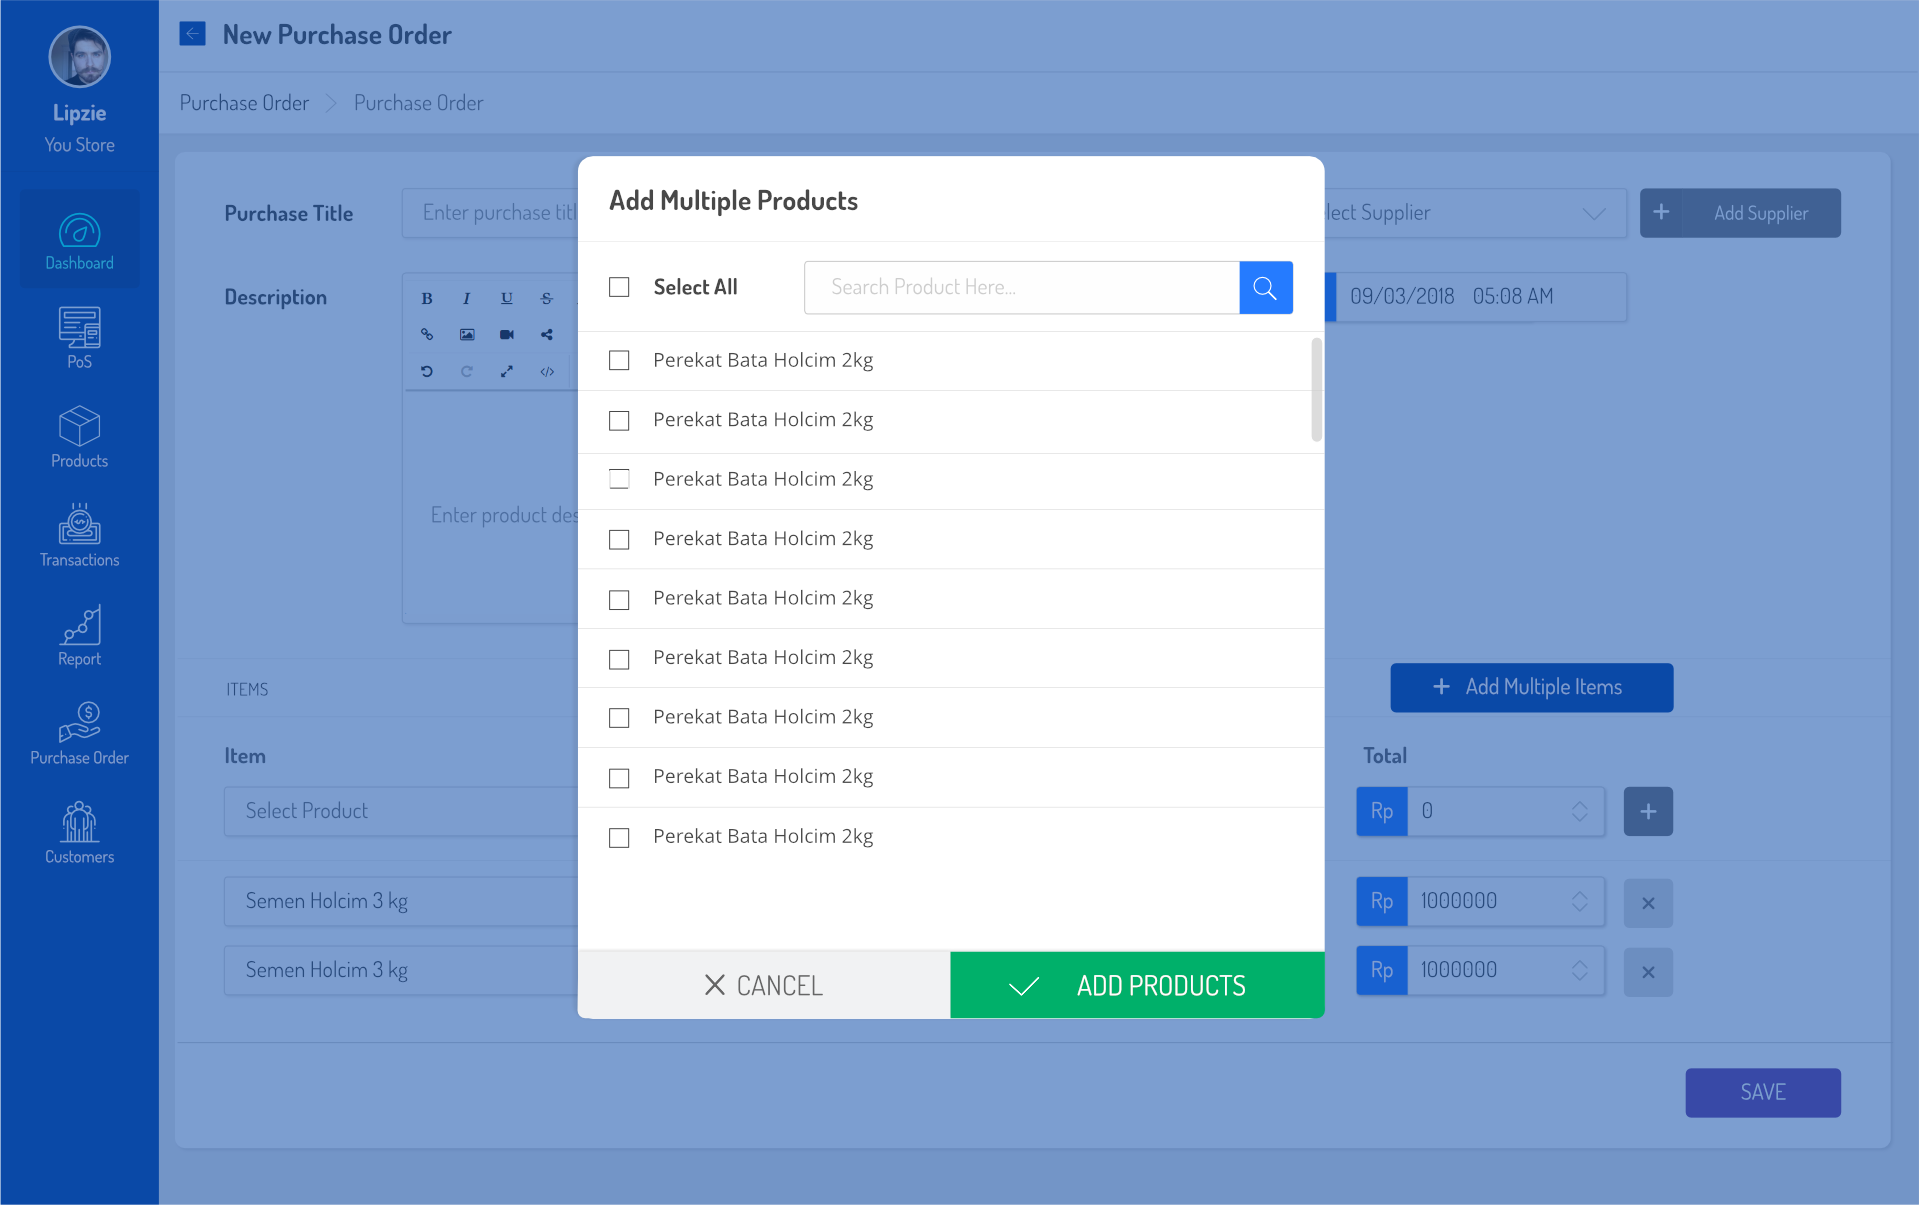 Lipzie
You Store
Dashboard
PoS
Products
Transactions
Report
Purchase Order
Customers
New Purchase Order
Purchase Order
Purchase Order
Purchase Title
Enter purchase titl
lect Supplier
+ Add Supplier
Description
B I U S
</>
09/03/2018 05:08 AM
Enter product des
ITEMS
+ Add Multiple Items
Item
Total
Select Product
Rp 0 +
Semen Holcim 3 kg
Rp 1000000 ×
Semen Holcim 3 kg
Rp 1000000 ×
SAVE
Add Multiple Products
Select All
Search Product Here...
Perekat Bata Holcim 2kg
Perekat Bata Holcim 2kg
Perekat Bata Holcim 2kg
Perekat Bata Holcim 2kg
Perekat Bata Holcim 2kg
Perekat Bata Holcim 2kg
Perekat Bata Holcim 2kg
Perekat Bata Holcim 2kg
Perekat Bata Holcim 2kg
CANCEL
ADD PRODUCTS